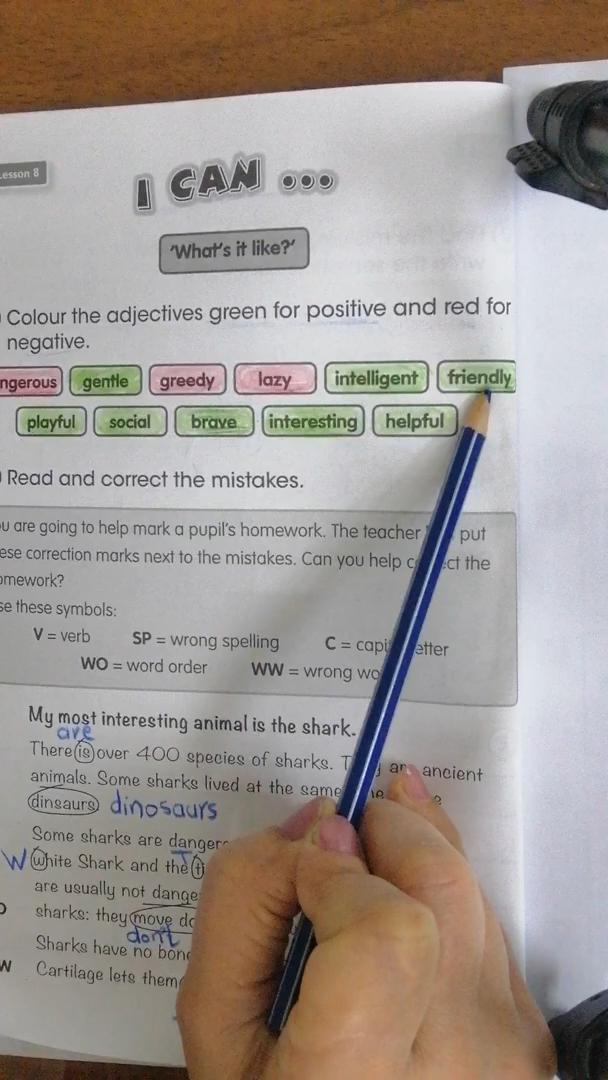 Lesson 8
I CAN ...
'What's it like?'
Colour the adjectives green for positive and red for
negative.
ngerous gentle greedy lazy intelligent friendly
playful social brave interesting helpful
Read and correct the mistakes.
u are going to help mark a pupil's homework. The teacher put
ese correction marks next to the mistakes. Can you help ct the
omework?
se these symbols:
V = verb SP = wrong spelling C = capi etter
WO = word order WW = wrong wo
My most interesting animal is the shark.
are
There is over 400 species of sharks. T ancient
animals. Some sharks lived at the same
dinsaurs dinosaurs
Some sharks are danger
W white Shark and the t
T
are usually not dange
sharks: they move do
don't
Sharks have no bone
W Cartilage lets them